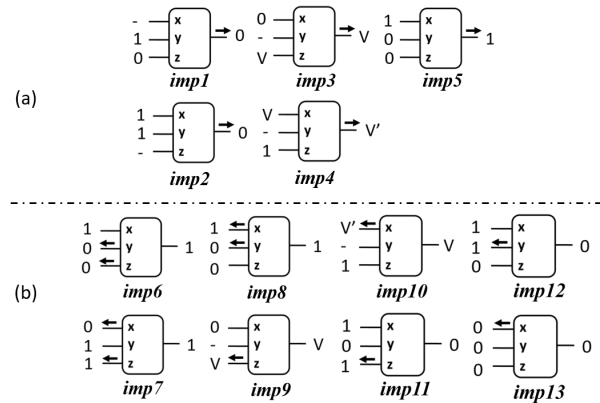 - x 0
1 y
0 z
imp1
0 x V
- y
V z
imp3
1 x 1
0 y
0 z
imp5
(a)
1 x 0
1 y
- z
imp2
V x V'
- y
1 z
imp4
1 x 1
0 y
0 z
imp6
1 x 1
0 y
0 z
imp8
V' x V
- y
1 z
imp10
1 x 0
1 y
0 z
imp12
(b)
0 x 1
1 y
1 z
imp7
0 x V
- y
V z
imp9
1 x 0
0 y
1 z
imp11
0 x 0
0 y
0 z
imp13